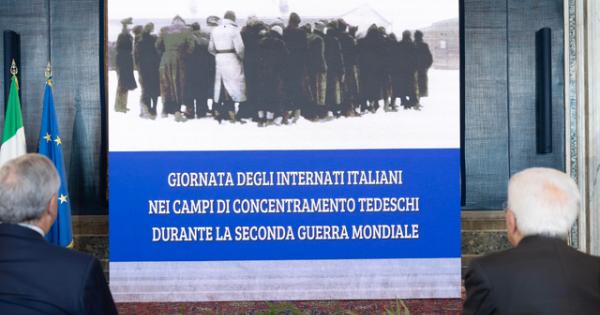 GIORNATA DEGLI INTERNATI ITALIANI
NEI CAMPI DI CONCENTRAMENTO TEDESCHI
DURANTE LA SECONDA GUERRA MONDIALE